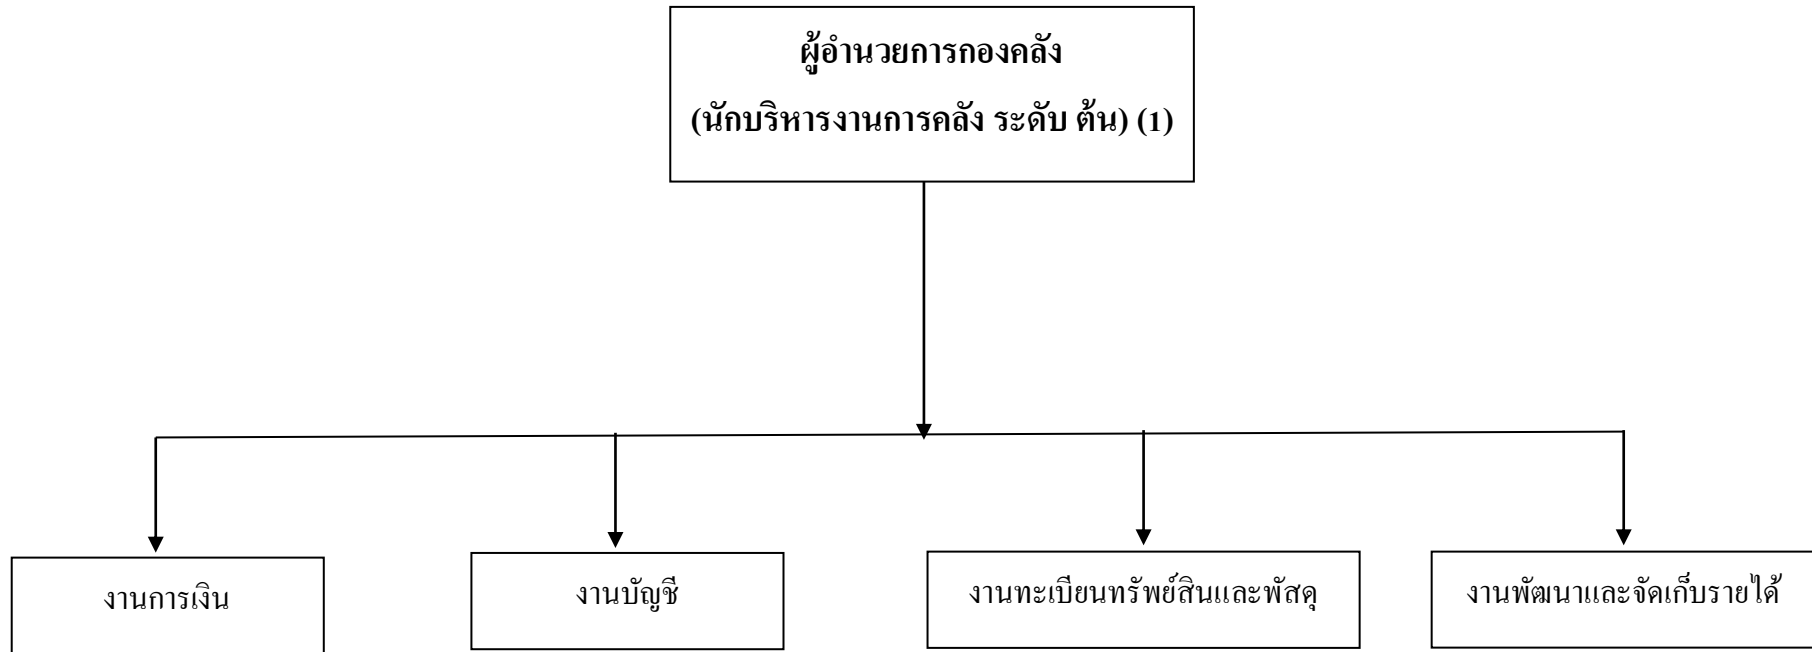 ผู้อำนวยการกองคลัง
(นักบริหารงานการคลัง ระดับ ต้น) (1)
งานการเงิน
งานบัญชี
งานทะเบียนทรัพย์สินและพัสดุ
งานพัฒนาและจัดเก็บรายได้